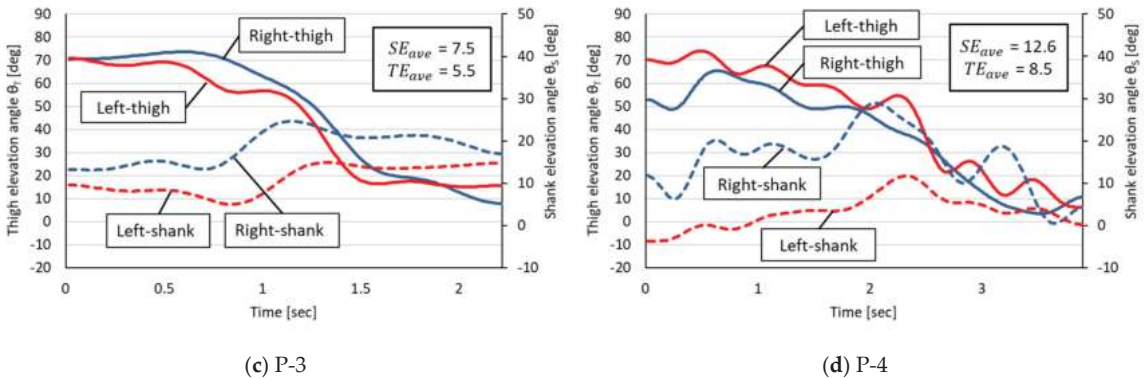 90
80
70
60
50
40
30
20
10
0
-10
-20
Thigh elevation angle θT [deg]
50
40
30
20
10
0
-10
Shank elevation angle θS [deg]
Right-thigh
Left-thigh
SEave = 7.5
TEave = 5.5
Left-shank
Right-shank
0 0.5 1 1.5 2
Time [sec]
(c) P-3
90
80
70
60
50
40
30
20
10
0
-10
-20
Thigh elevation angle θT [deg]
50
40
30
20
10
0
-10
Shank elevation angle θS [deg]
Left-thigh
Right-thigh
SEave = 12.6
TEave = 8.5
Right-shank
Left-shank
0 1 2 3
Time [sec]
(d) P-4